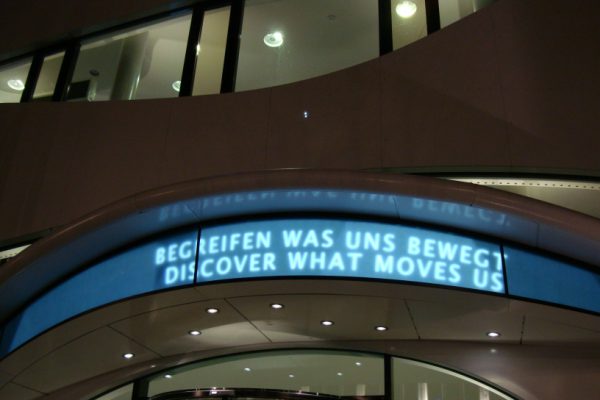 BEGREIFEN WAS UNS BEWEGT
DISCOVER WHAT MOVES US